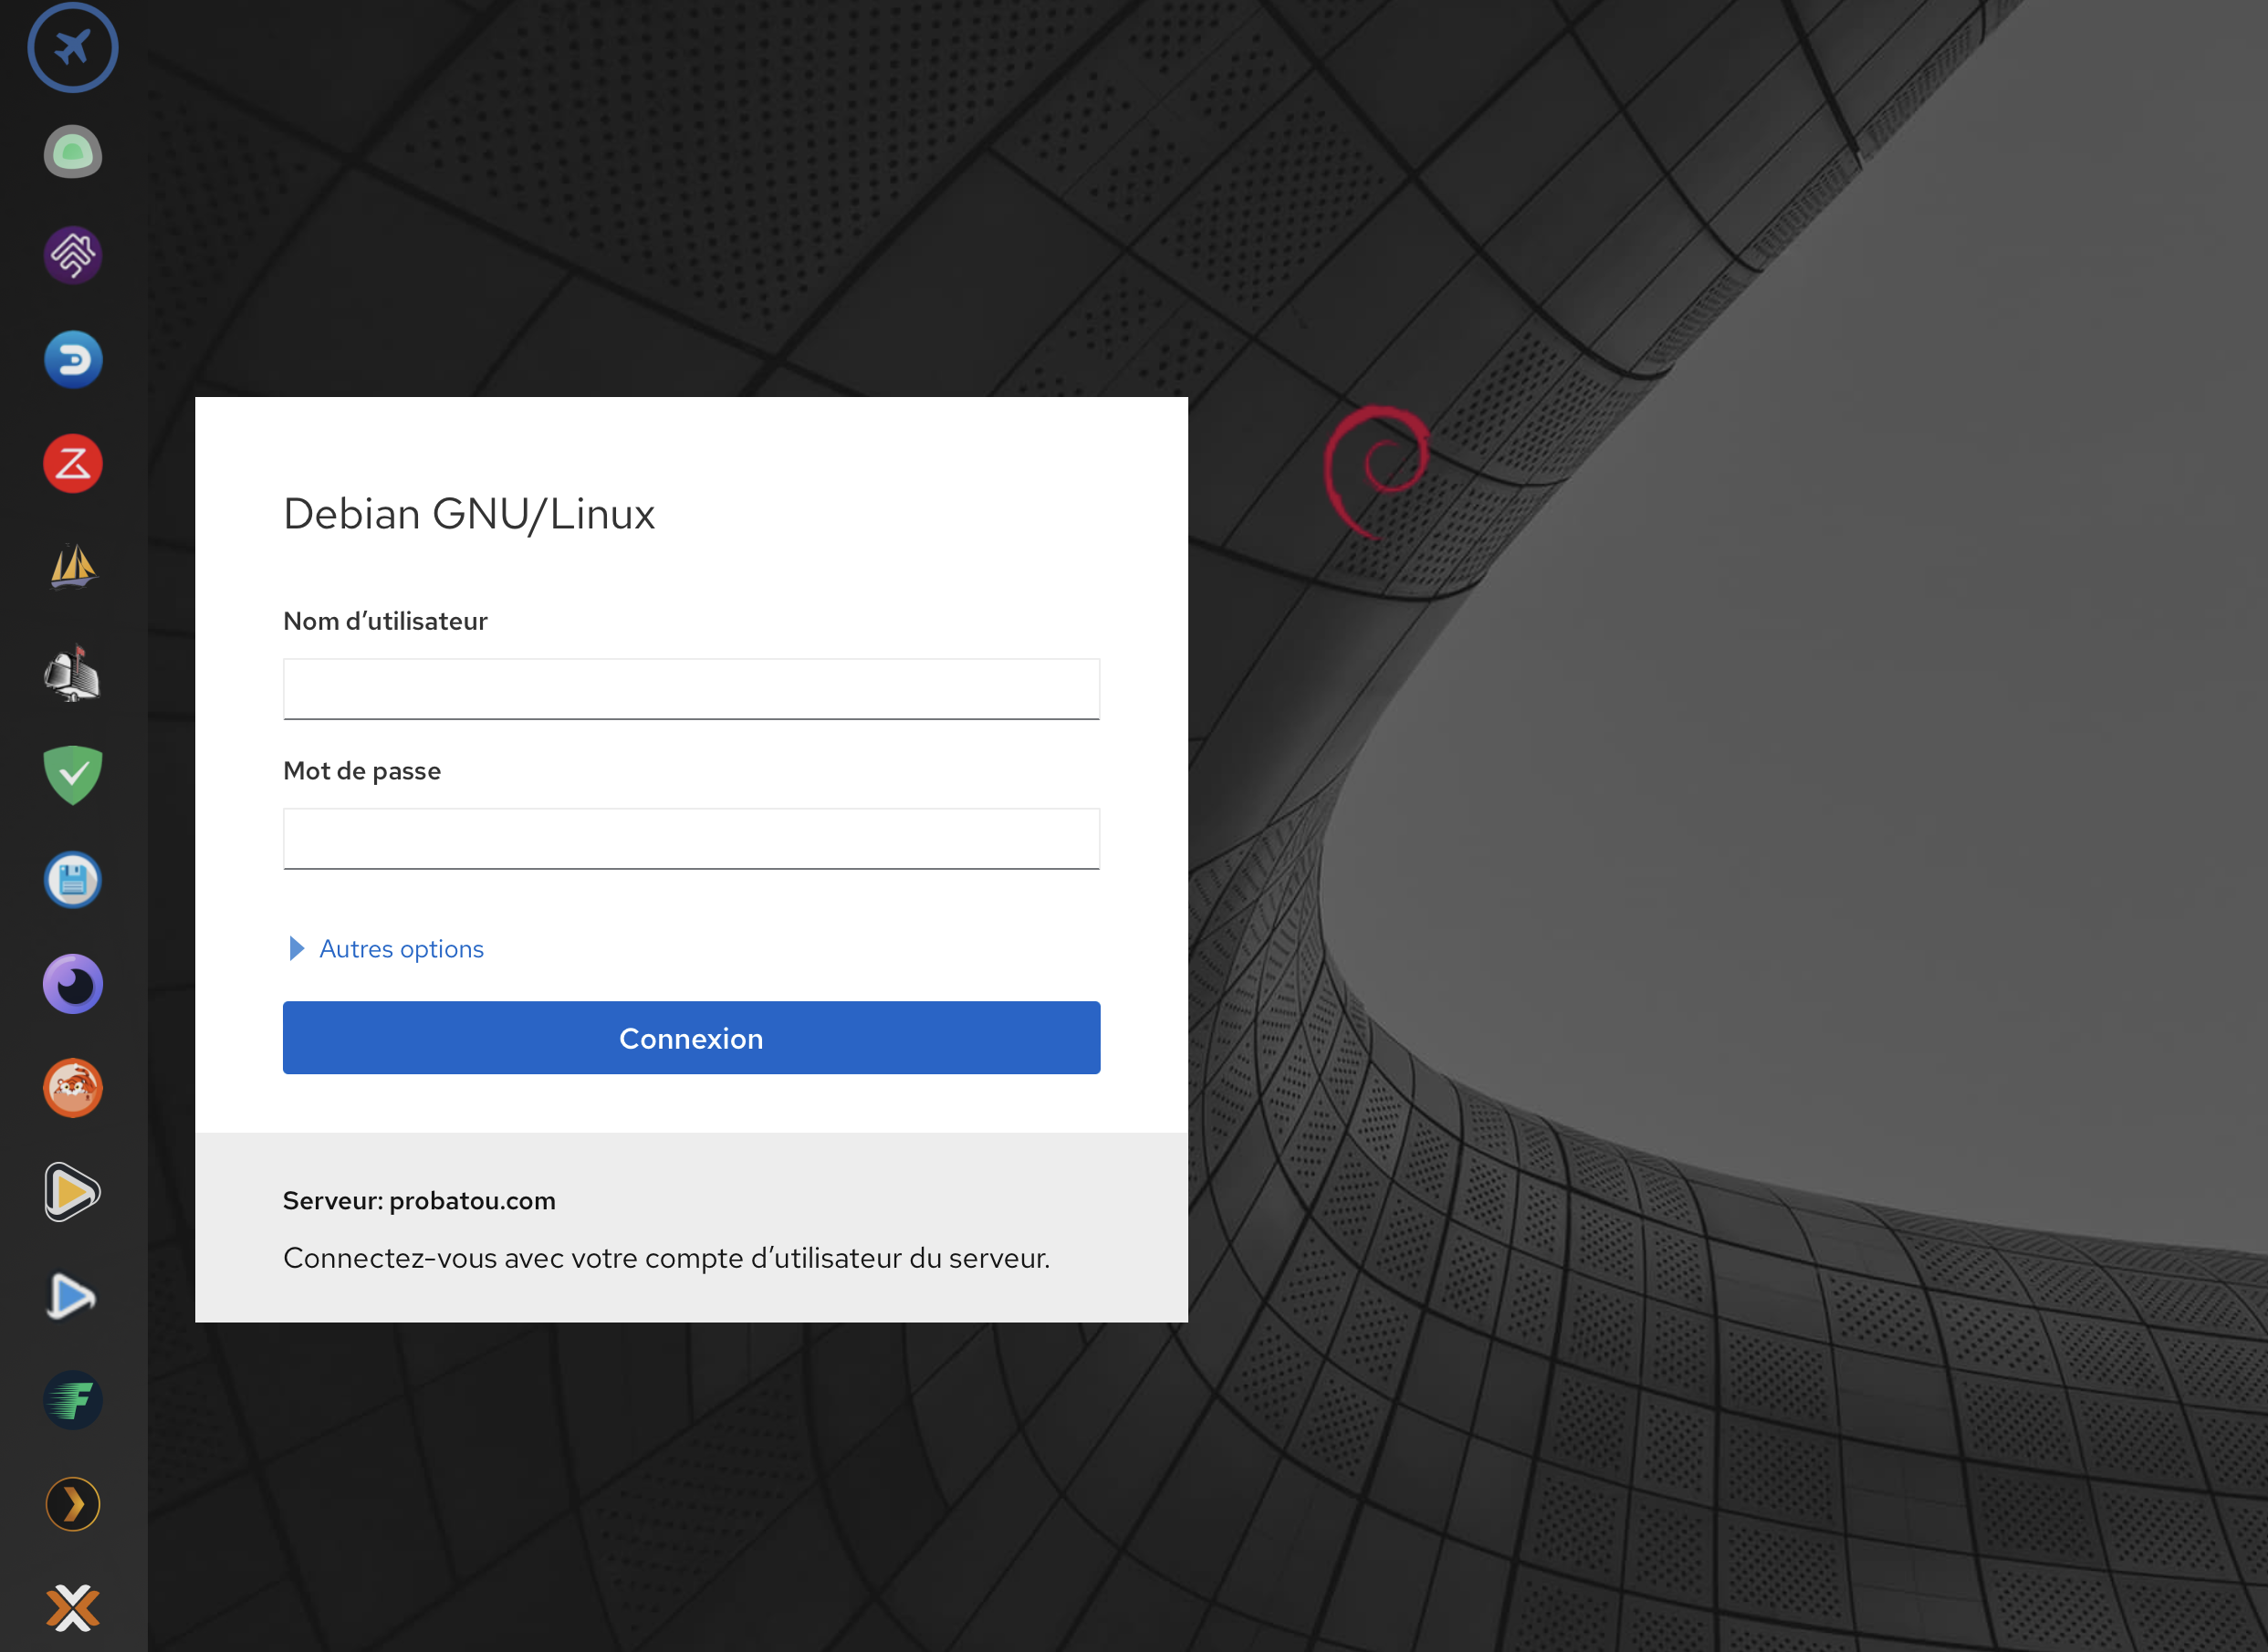 Debian GNU/Linux
Nom d’utilisateur
Mot de passe
Autres options
Connexion
Serveur: probatou.com
Connectez-vous avec votre compte d’utilisateur du serveur.